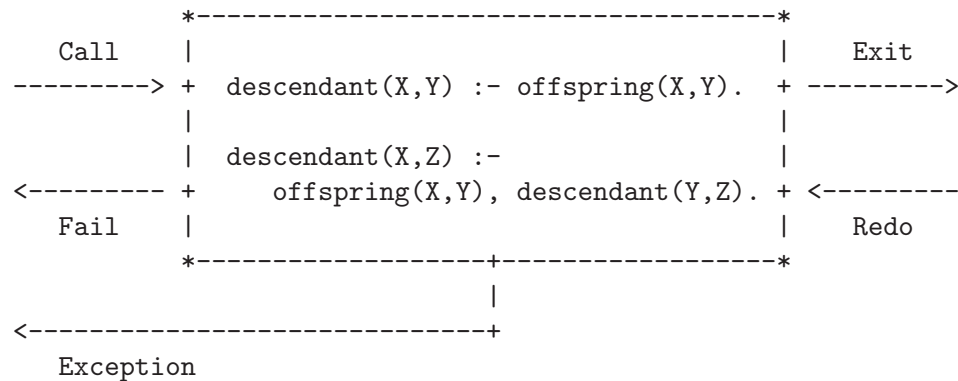 *--------------------------------------*
Call | | Exit
---------> + descendant(X,Y) :- offspring(X,Y). + --------->
| |
| descendant(X,Z) :- |
<--------- + offspring(X,Y), descendant(Y,Z). + <---------
Fail | | Redo
*-------------------+------------------*
|
<------------------------------+
Exception